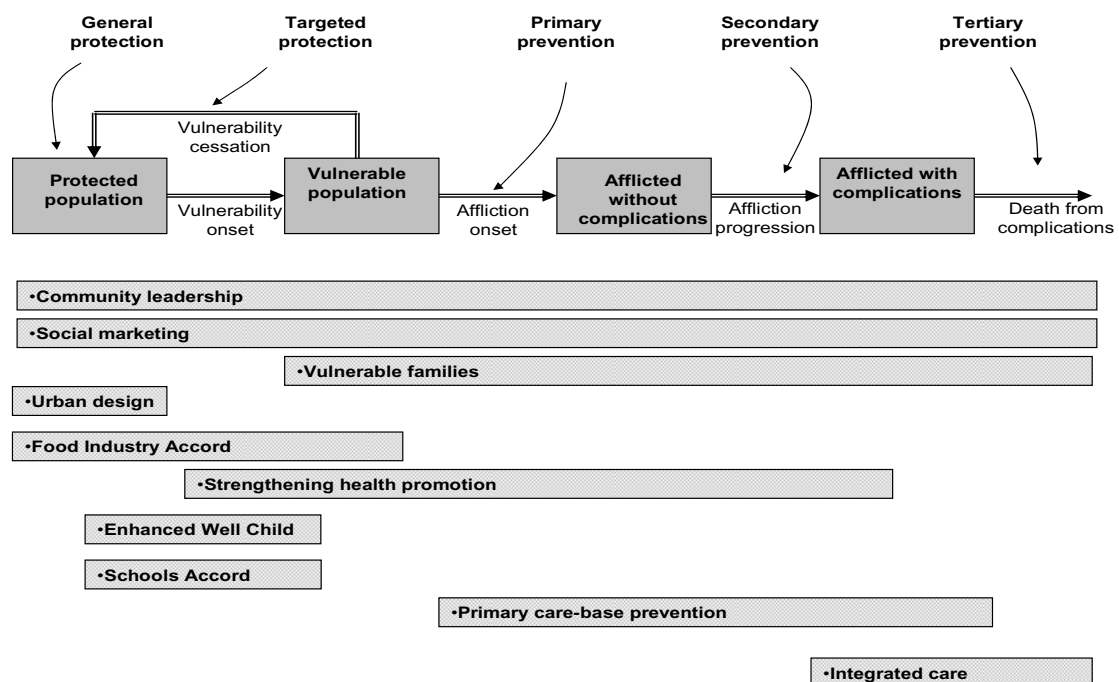 General
protection
Targeted
protection
Primary
prevention
Secondary
prevention
Tertiary
prevention
Vulnerability
cessation
Protected
population
Vulnerability
onset
Vulnerable
population
Affliction
onset
Afflicted
without
complications
Affliction
progression
Afflicted with
complications
Death from
complications
•Community leadership
•Social marketing
•Vulnerable families
•Urban design
•Food Industry Accord
•Strengthening health promotion
•Enhanced Well Child
•Schools Accord
•Primary care-base prevention
•Integrated care